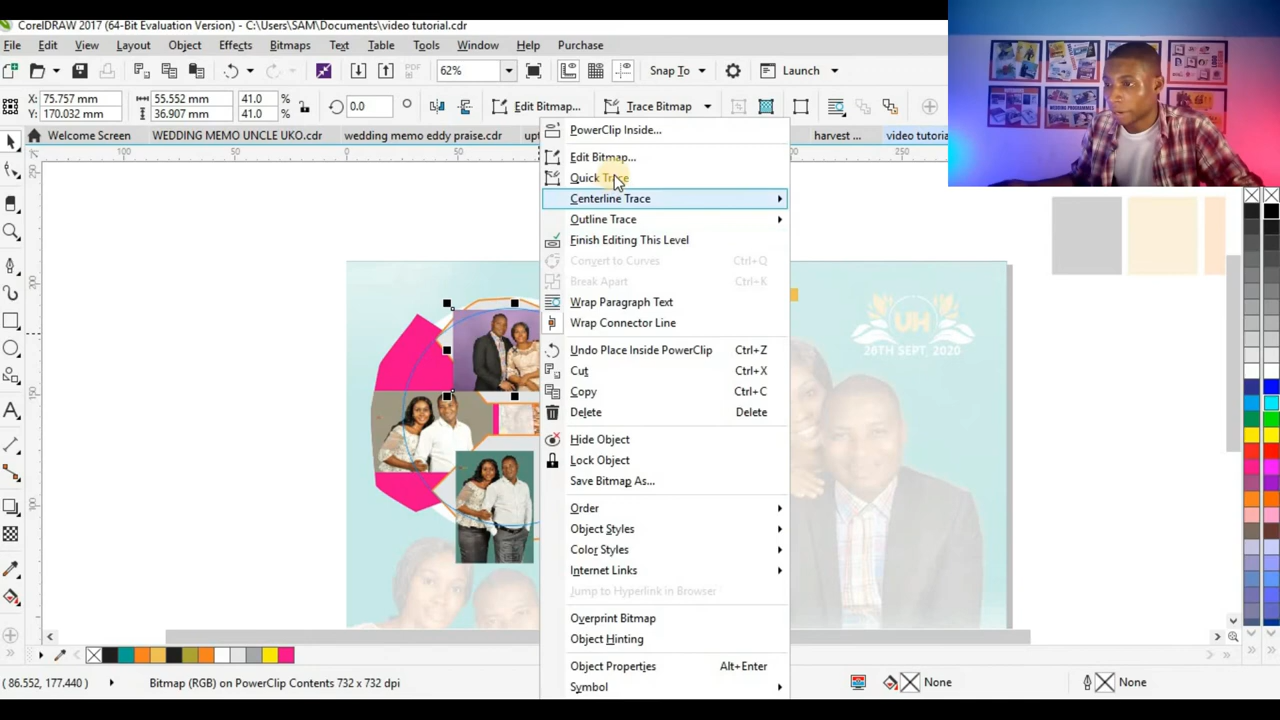 CorelDRAW 2017 (64-Bit Evaluation Version) - C:\Users\SAM\Documents\video tutorial.cdr
File Edit View Layout Object Effects Bitmaps Text Table Tools Window Help Purchase
PDF 62% Snap To Launch
X: 75.757 mm 55.552 mm 41.0 %
Y: 170.032 mm 36.907 mm 41.0 %
0.0 Edit Bitmap... Trace Bitmap
Welcome Screen WEDDING MEMO UNCLE UKO.cdr wedding memo eddy praise.cdr harvest ... video tutoria
100 50 0 50 250
PowerClip Inside...
Edit Bitmap...
Quick Trace
Centerline Trace
Outline Trace
Finish Editing This Level
Convert to Curves Ctrl+Q
Break Apart Ctrl+K
Wrap Paragraph Text
Wrap Connector Line
Undo Place Inside PowerClip Ctrl+Z
Cut Ctrl+X
Copy Ctrl+C
Delete Delete
Hide Object
Lock Object
Save Bitmap As...
Order
Object Styles
Color Styles
Internet Links
Jump to Hyperlink in Browser
Overprint Bitmap
Object Hinting
Object Properties Alt+Enter
Symbol
UH
26TH SEPT, 2020
( 86.552, 177.440 ) Bitmap (RGB) on PowerClip Contents 732 x 732 dpi None None